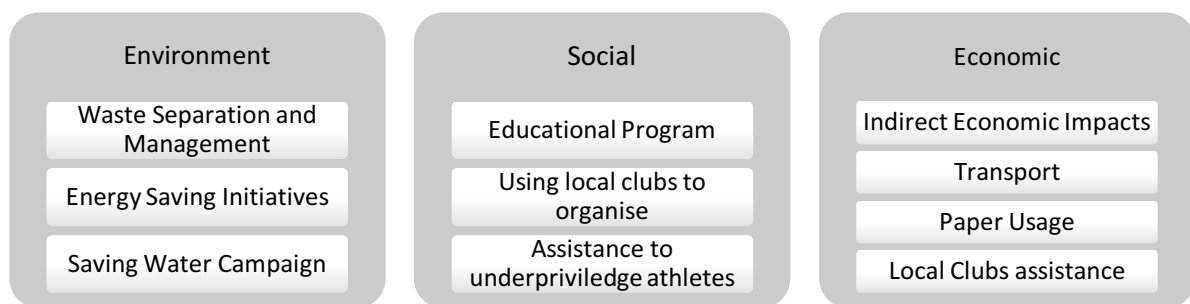 Environment
Waste Separation and
Management
Energy Saving Initiatives
Saving Water Campaign
Social
Educational Program
Using local clubs to
organise
Assistance to
underpriviledge athletes
Economic
Indirect Economic Impacts
Transport
Paper Usage
Local Clubs assistance